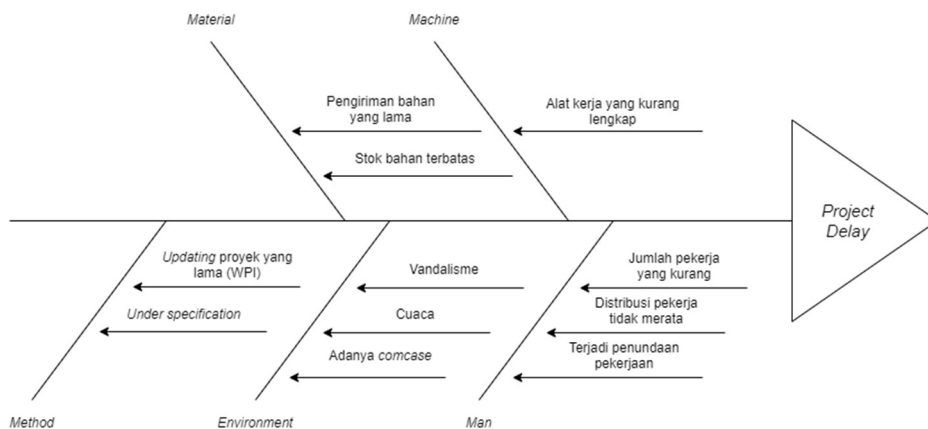 Material
Machine
Pengiriman bahan
yang lama
Alat kerja yang kurang
lengkap
Stok bahan terbatas
Project
Delay
Updating proyek yang
lama (WPI)
Under specification
Vandalisme
Cuaca
Adanya comcase
Jumlah pekerja
yang kurang
Distribusi pekerja
tidak merata
Terjadi penundaan
pekerjaan
Method
Environment
Man